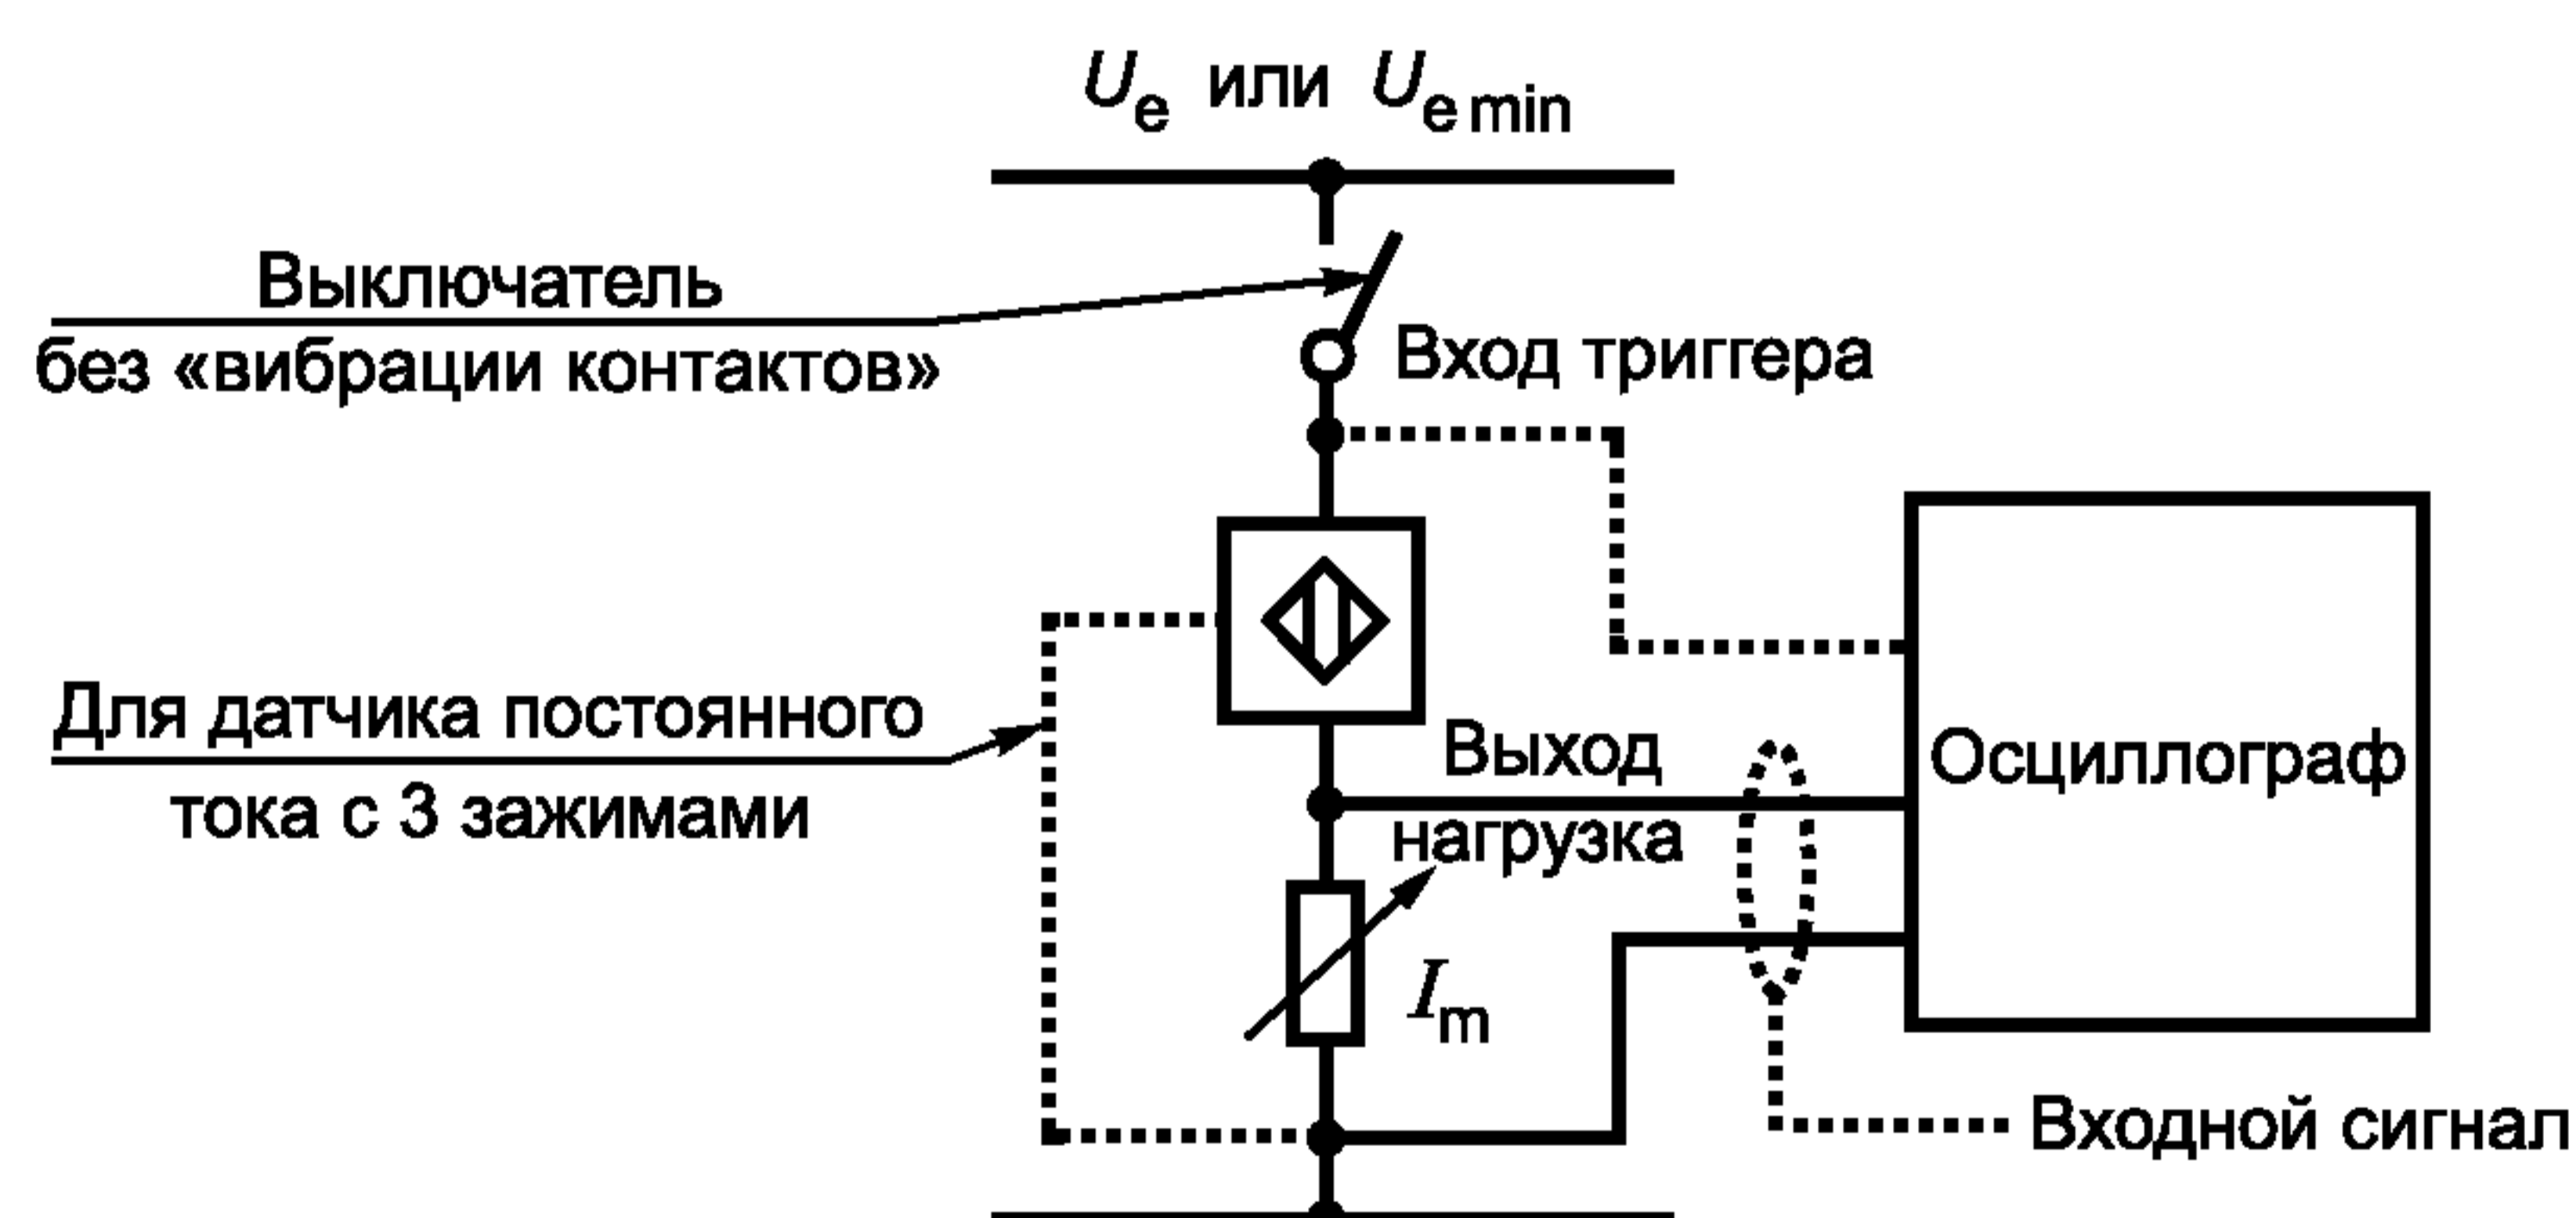 Ue или Ue min
Выключатель
без «вибрации контактов»
Вход триггера
Для датчика постоянного
тока с 3 зажимами
Выход
нагрузка
Осциллограф
Im
Входной сигнал